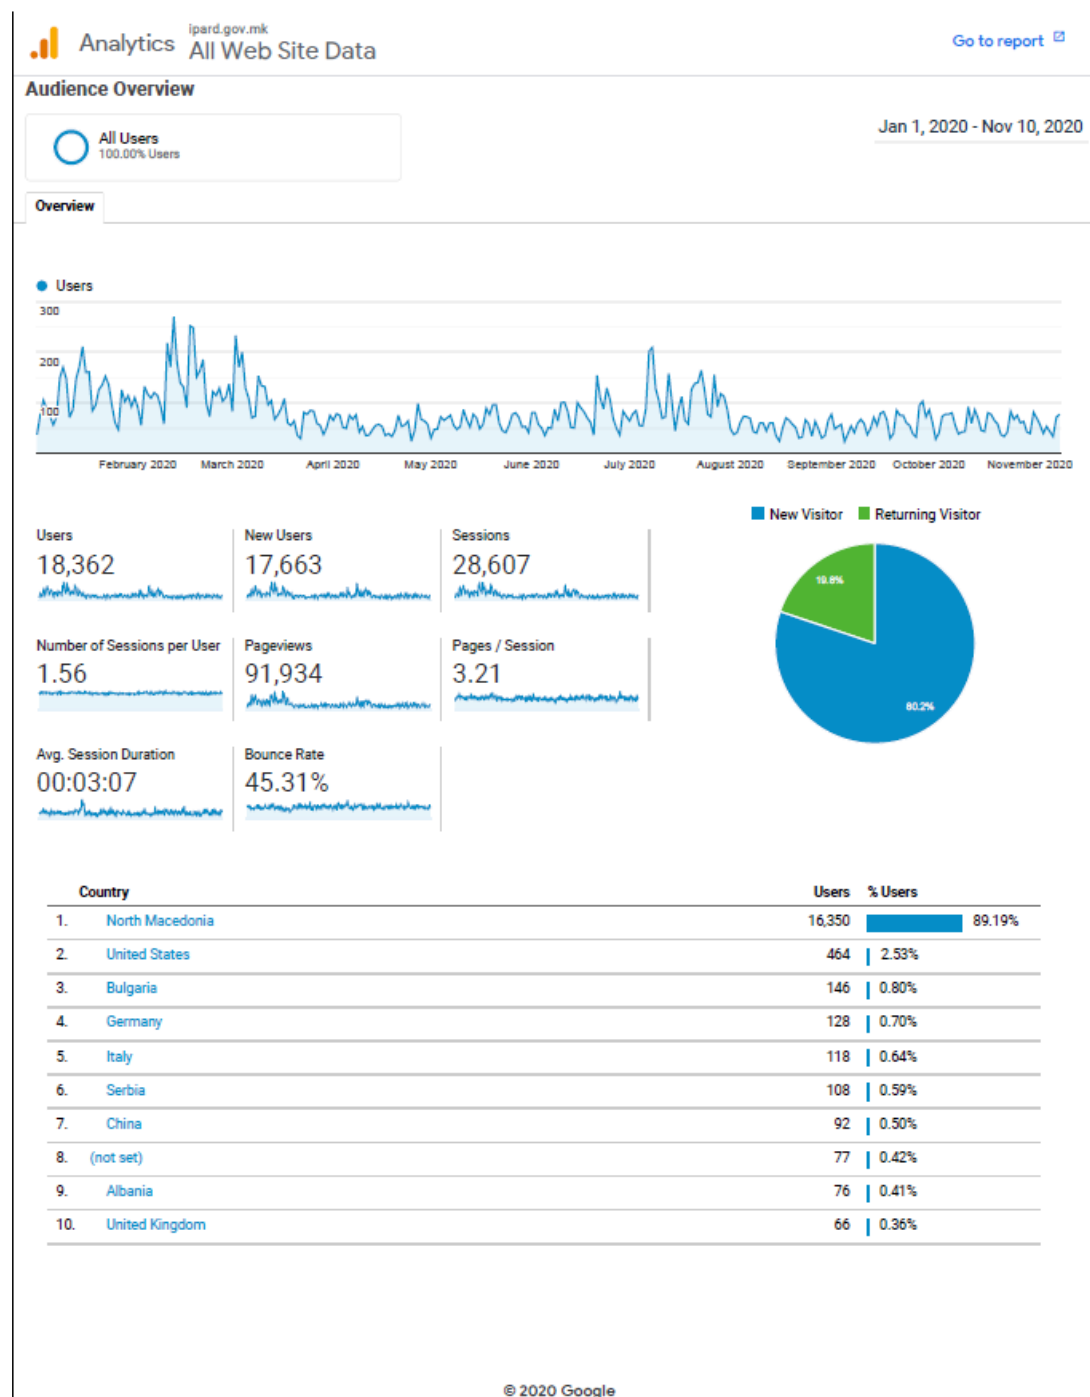 ipard.gov.mk
Analytics All Web Site Data
Go to report
Audience Overview
All Users
100.00% Users
Jan 1, 2020 - Nov 10, 2020
Overview
Users
300
200
100
February 2020 March 2020 April 2020 May 2020 June 2020 July 2020 August 2020 September 2020 October 2020 November 2020
New Visitor Returning Visitor
Users New Users Sessions
18,362 17,663 28,607
19.8%
Number of Sessions per User Pageviews Pages / Session
1.56 91,934 3.21
80.2%
Avg. Session Duration Bounce Rate
00:03:07 45.31%
Country Users % Users
1. North Macedonia 16,350 89.19%
2. United States 464 2.53%
3. Bulgaria 146 0.80%
4. Germany 128 0.70%
5. Italy 118 0.64%
6. Serbia 108 0.59%
7. China 92 0.50%
8. (not set) 77 0.42%
9. Albania 76 0.41%
10. United Kingdom 66 0.36%
© 2020 Google